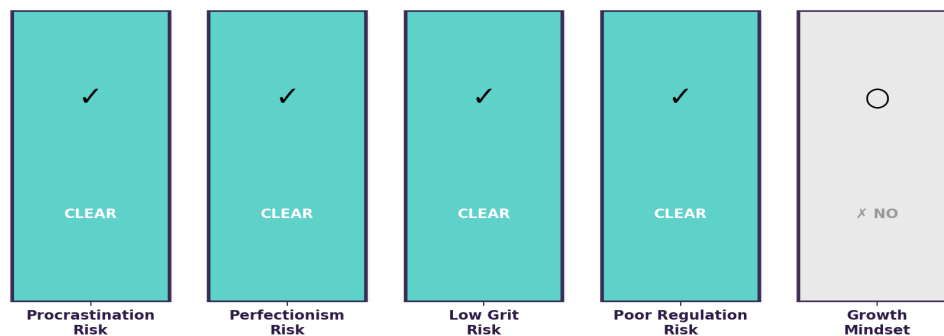 ✓ ✓ ✓ ✓ ○
CLEAR CLEAR CLEAR CLEAR ✗ NO
Procrastination Perfectionism Low Grit Poor Regulation Growth
Risk Risk Risk Risk Mindset